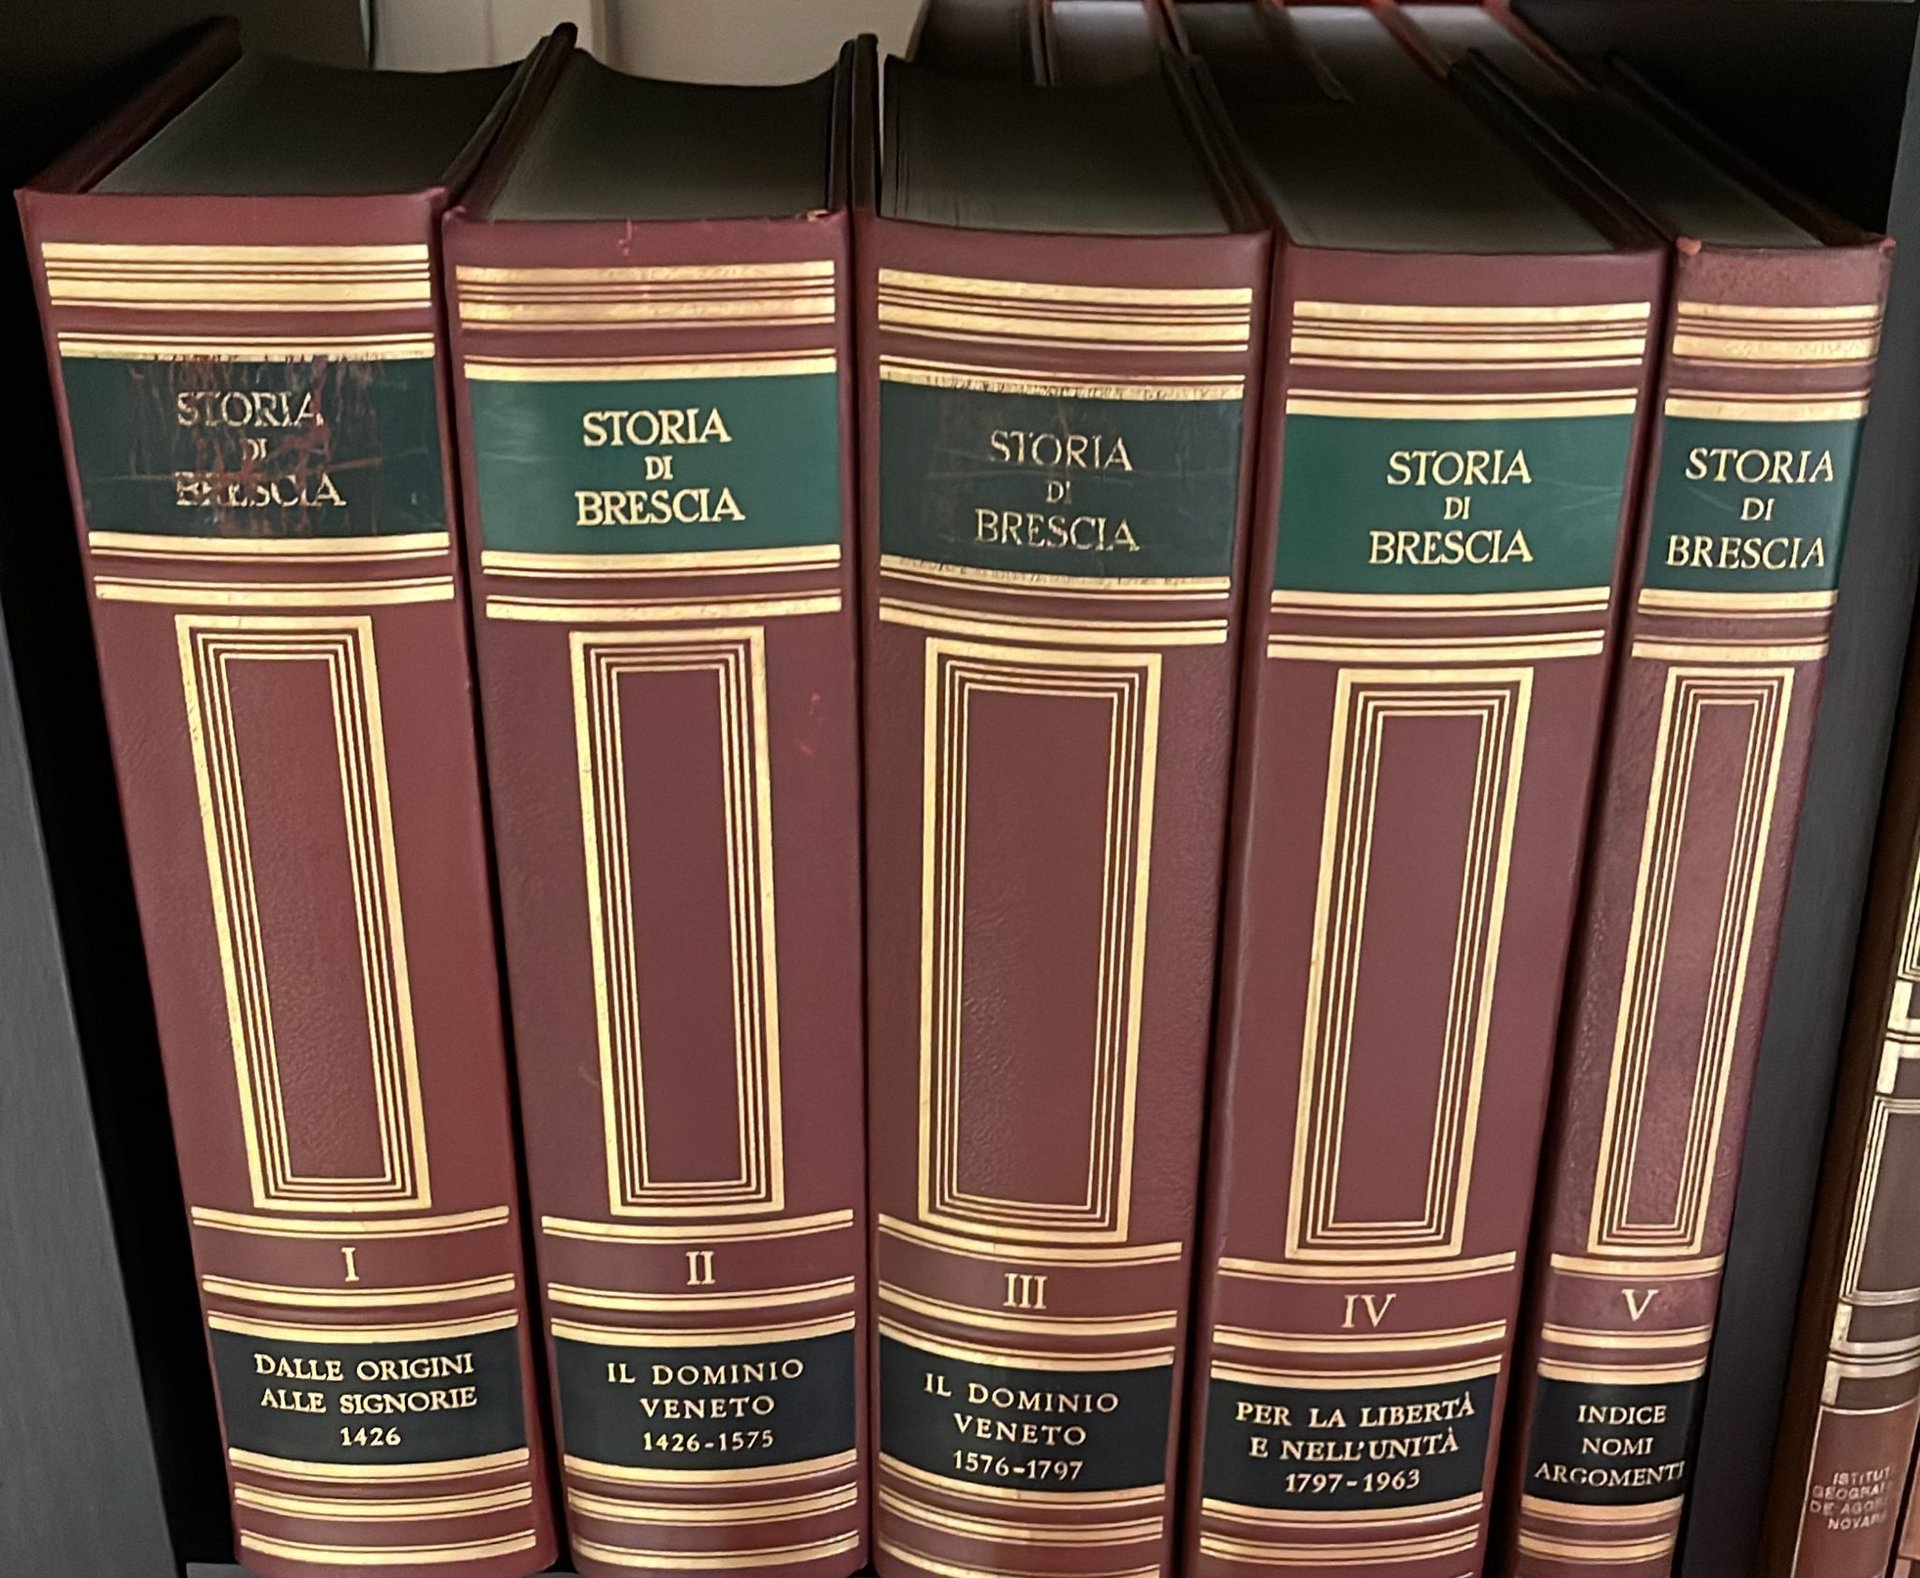 STORIA
DI
BRESCIA
I
DALLE ORIGINI
ALLE SIGNORIE
1426
STORIA
DI
BRESCIA
II
IL DOMINIO
VENETO
1426-1575
STORIA
DI
BRESCIA
III
IL DOMINIO
VENETO
1576-1797
STORIA
DI
BRESCIA
IV
PER LA LIBERTÀ
E NELL'UNITÀ
1797-1963
STORIA
DI
BRESCIA
V
INDICE
NOMI
ARGOMENTI
DE